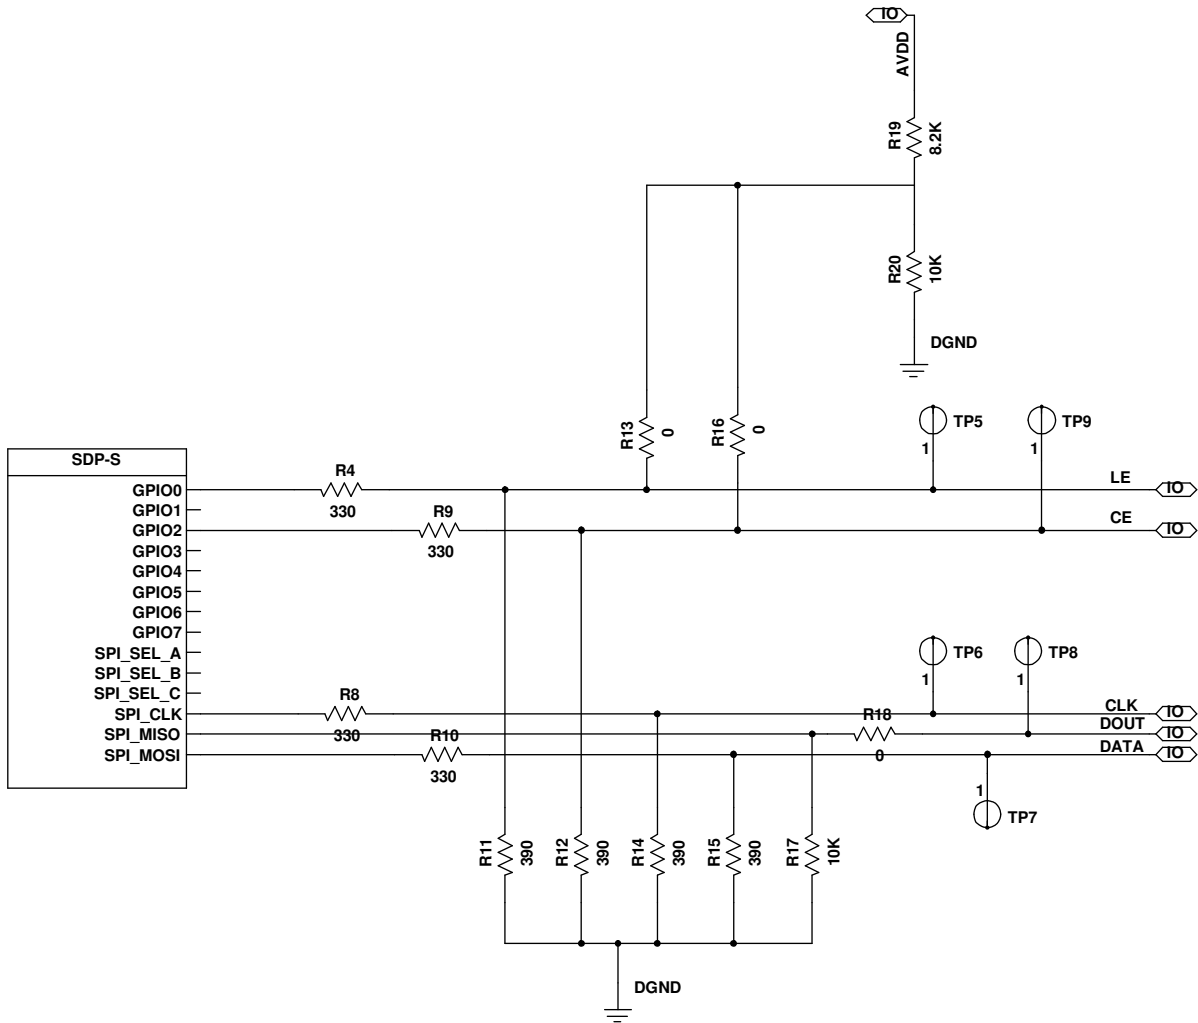 IO
AVDD
R19
8.2K
R20
10K
DGND
R13
0
R16
0
TP5
1
TP9
1
SDP-S
GPIO0
GPIO1
GPIO2
GPIO3
GPIO4
GPIO5
GPIO6
GPIO7
SPI_SEL_A
SPI_SEL_B
SPI_SEL_C
SPI_CLK
SPI_MISO
SPI_MOSI
R4
330
R9
330
LE
IO
CE
IO
TP6
1
TP8
1
R8
330
R10
330
R18
0
CLK
IO
DOUT
IO
DATA
IO
1
TP7
R11
390
R12
390
R14
390
R15
390
R17
10K
DGND